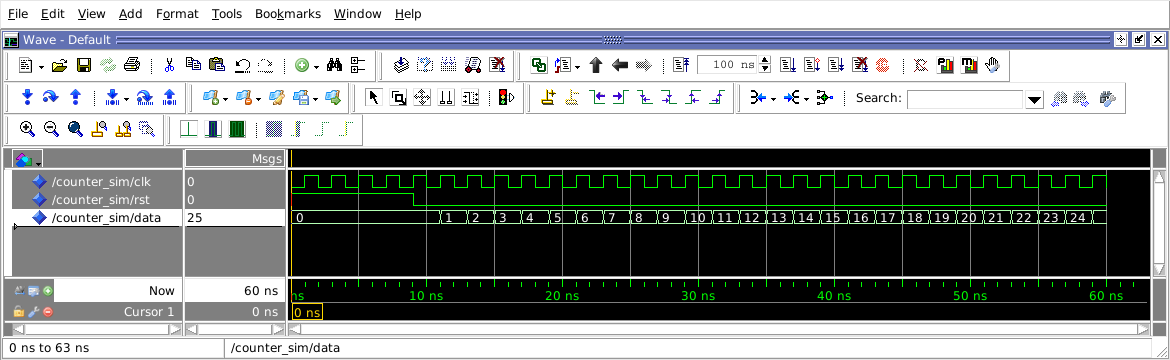 File Edit View Add Format Tools Bookmarks Window Help
Wave - Default
100 ns
Search:
Msgs
/counter_sim/clk 0
/counter_sim/rst 0
/counter_sim/data 25 0 1 2 3 4 5 6 7 8 9 10 11 12 13 14 15 16 17 18 19 20 21 22 23 24
Now 60 ns ns 10 ns 20 ns 30 ns 40 ns 50 ns 60 ns
Cursor 1 0 ns 0 ns
0 ns to 63 ns /counter_sim/data